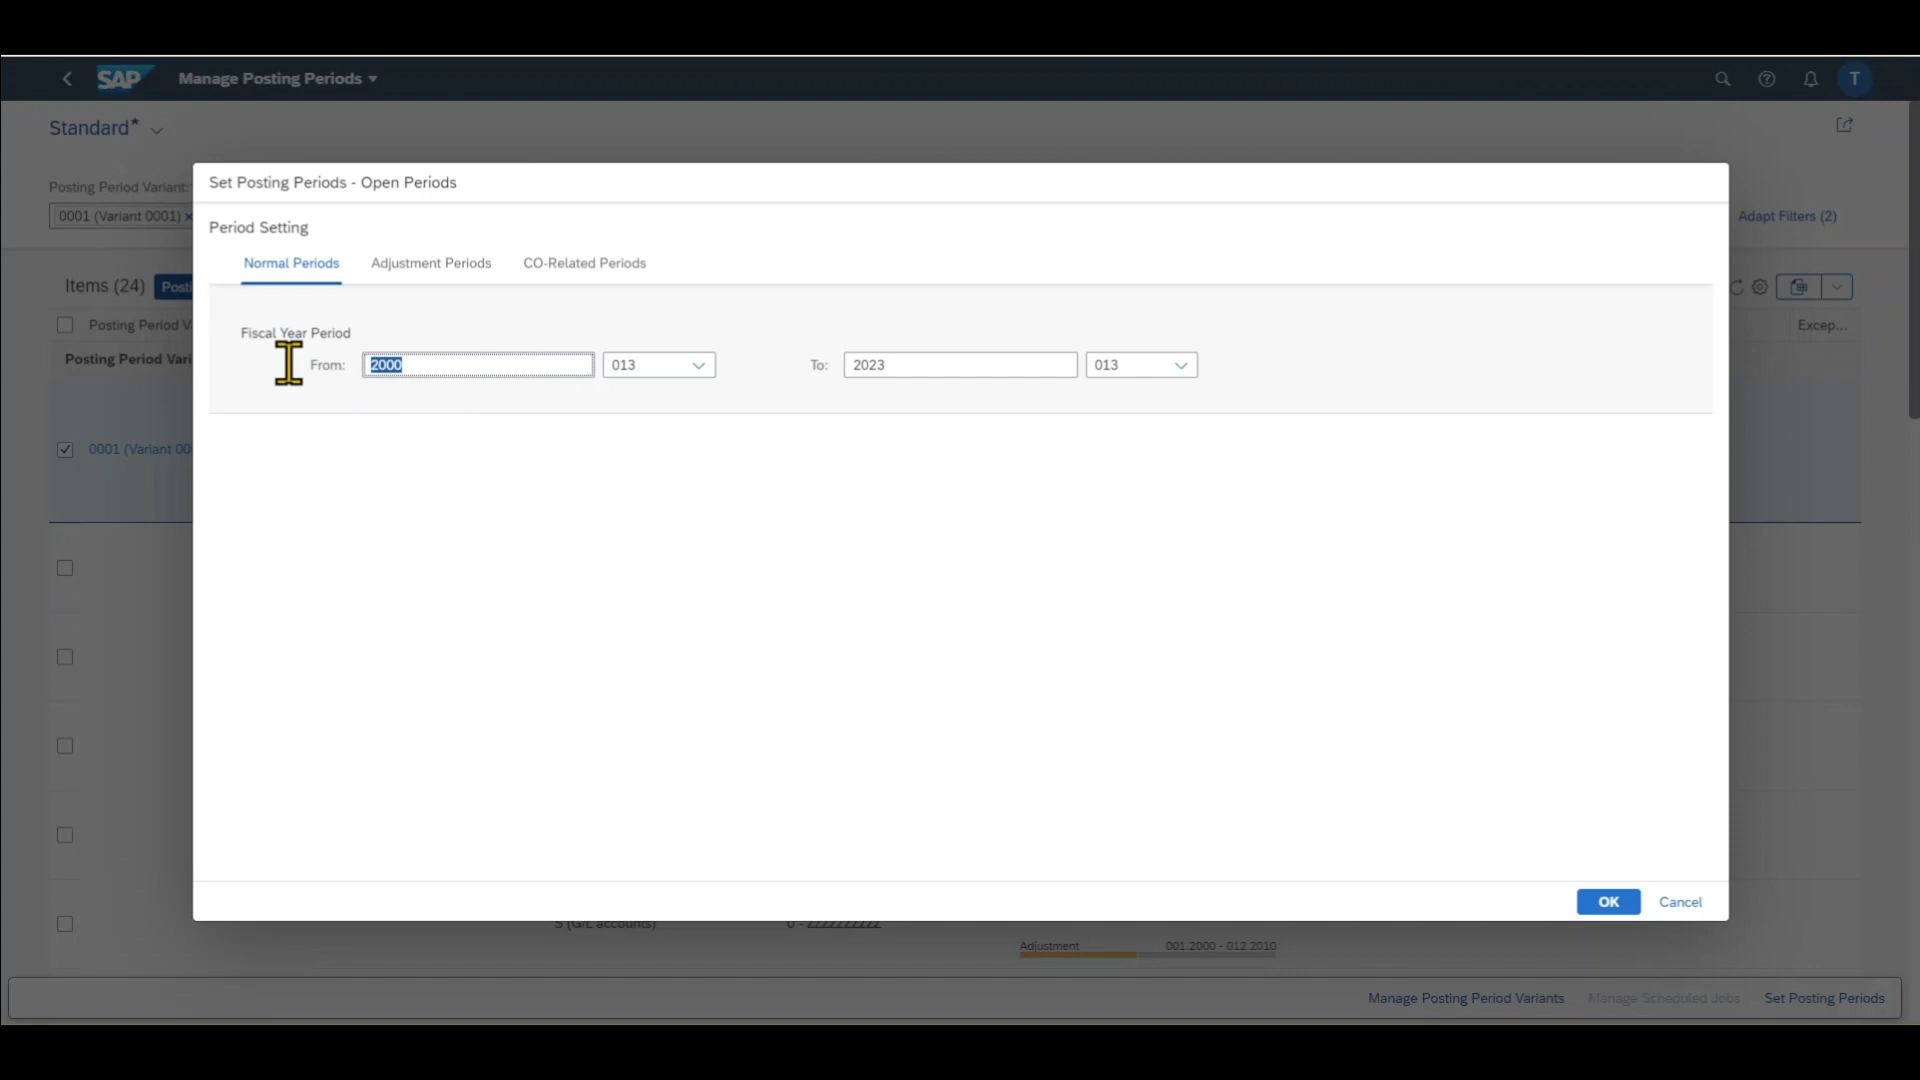 SAP Manage Posting Periods T
Standard*
Posting Period Variant:
0001 (Variant 0001)
Adapt Filters (2)
Items (24)
Posting Period
Excep...
Posting Period
0001 (Variant
Set Posting Periods - Open Periods
Period Setting
Normal Periods Adjustment Periods CO-Related Periods
Fiscal Year Period
From: 2000 013 To: 2023 013
OK Cancel
S (G/L accounts) 0 - ZZZZZZZZZZ
Adjustment 001.2000 - 012.2010
Manage Posting Period Variants Manage Scheduled Jobs Set Posting Periods